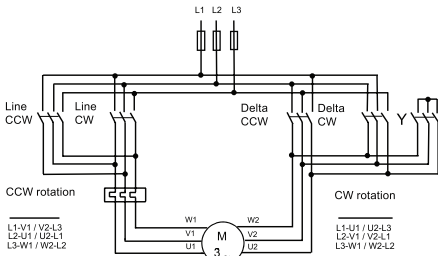 L1 L2 L3
Line CCW
Line CW
Delta CCW
Delta CW
Y
CCW rotation
CW rotation
W1 W2
V1 V2
U1 U2
M
3~
L1-V1 / V2-L3
L2-U1 / U2-L1
L3-W1 / W2-L2
L1-U1 / U2-L3
L2-V1 / V2-L1
L3-W1 / W2-L2